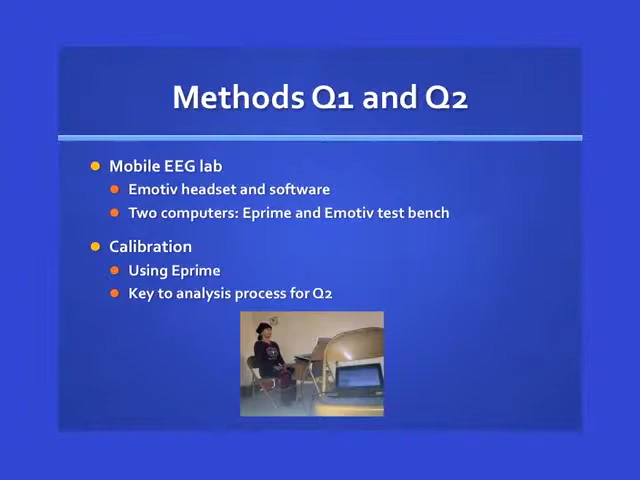 Methods Q1 and Q2
Mobile EEG lab
Emotiv headset and software
Two computers: Eprime and Emotiv test bench
Calibration
Using Eprime
Key to analysis process for Q2